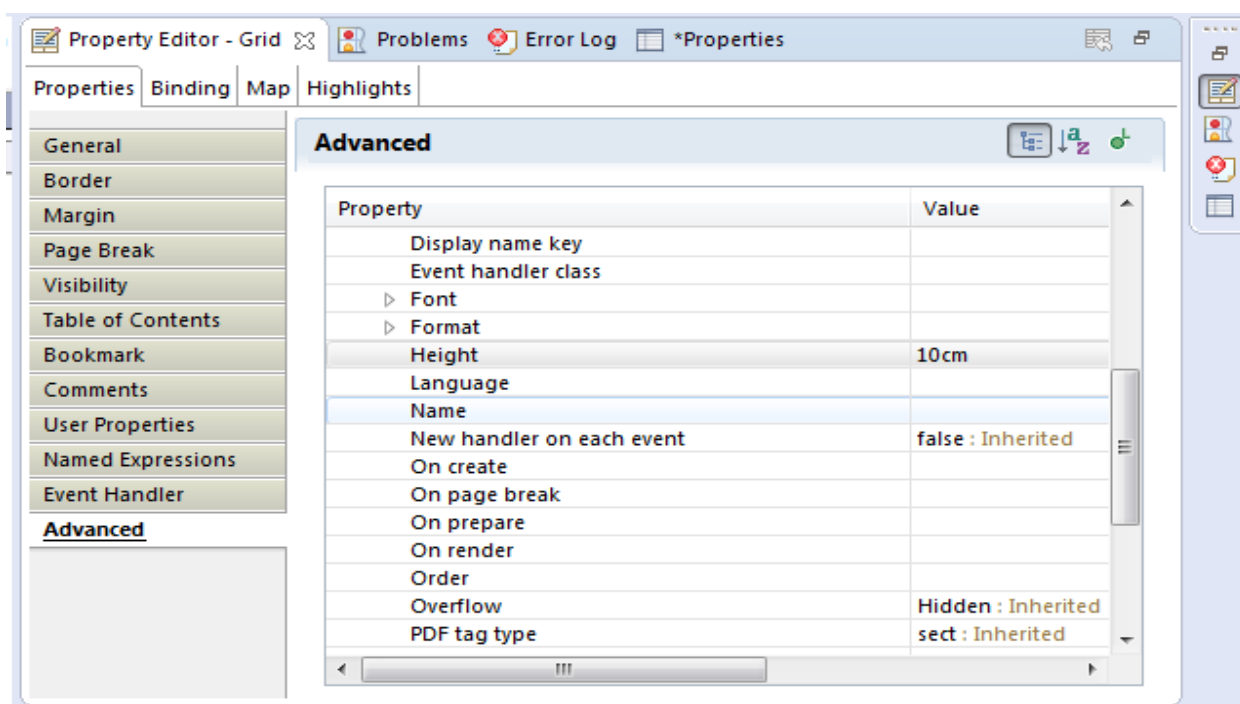 Property Editor - Grid Problems Error Log *Properties
Properties Binding Map Highlights
General
Border
Margin
Page Break
Visibility
Table of Contents
Bookmark
Comments
User Properties
Named Expressions
Event Handler
Advanced
Advanced
Property Value
Display name key
Event handler class
Font
Format
Height 10cm
Language
Name
New handler on each event false : Inherited
On create
On page break
On prepare
On render
Order
Overflow Hidden : Inherited
PDF tag type sect : Inherited